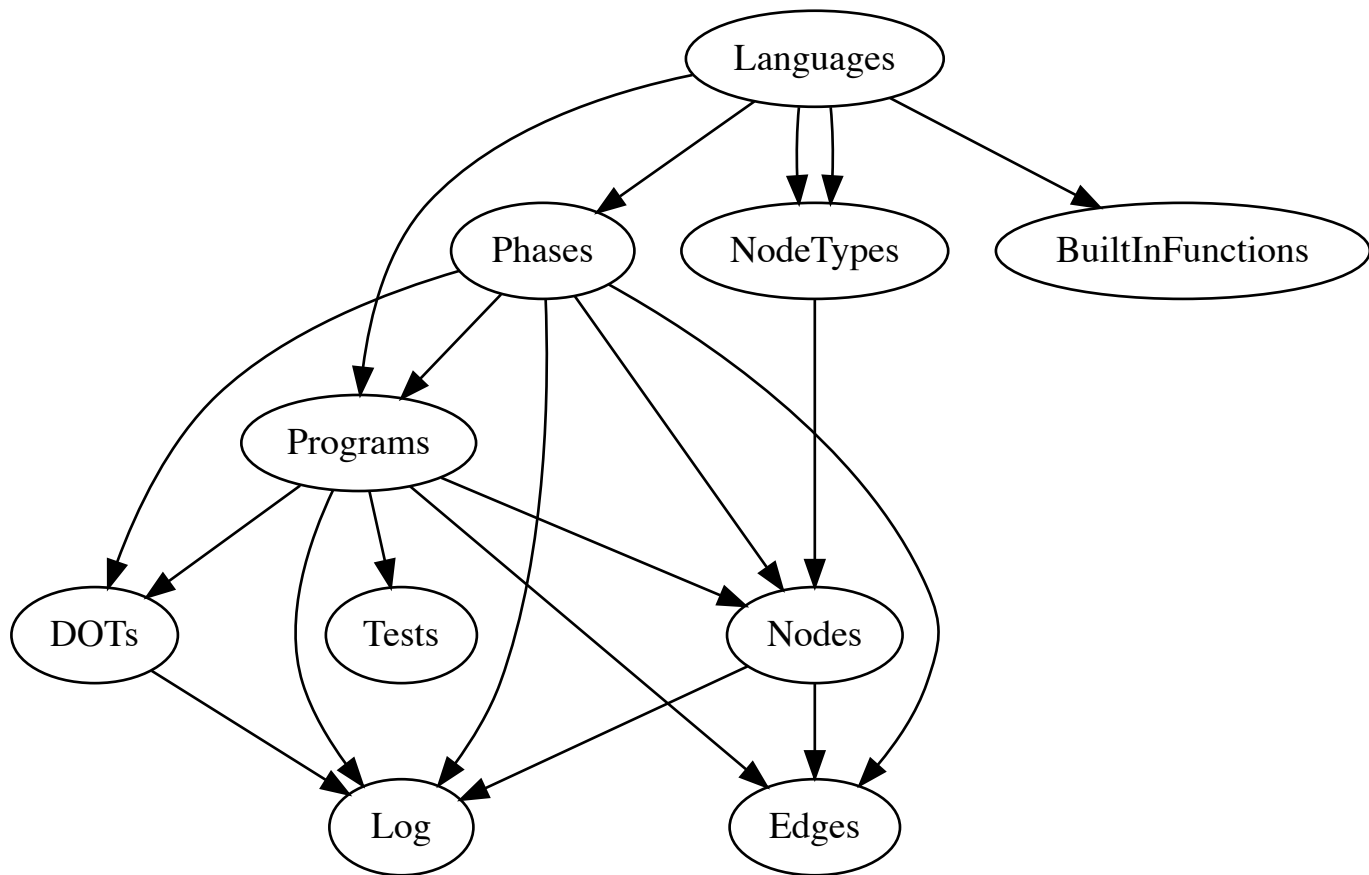 Languages
Phases
NodeTypes
BuiltInFunctions
Programs
DOTs
Tests
Nodes
Log
Edges